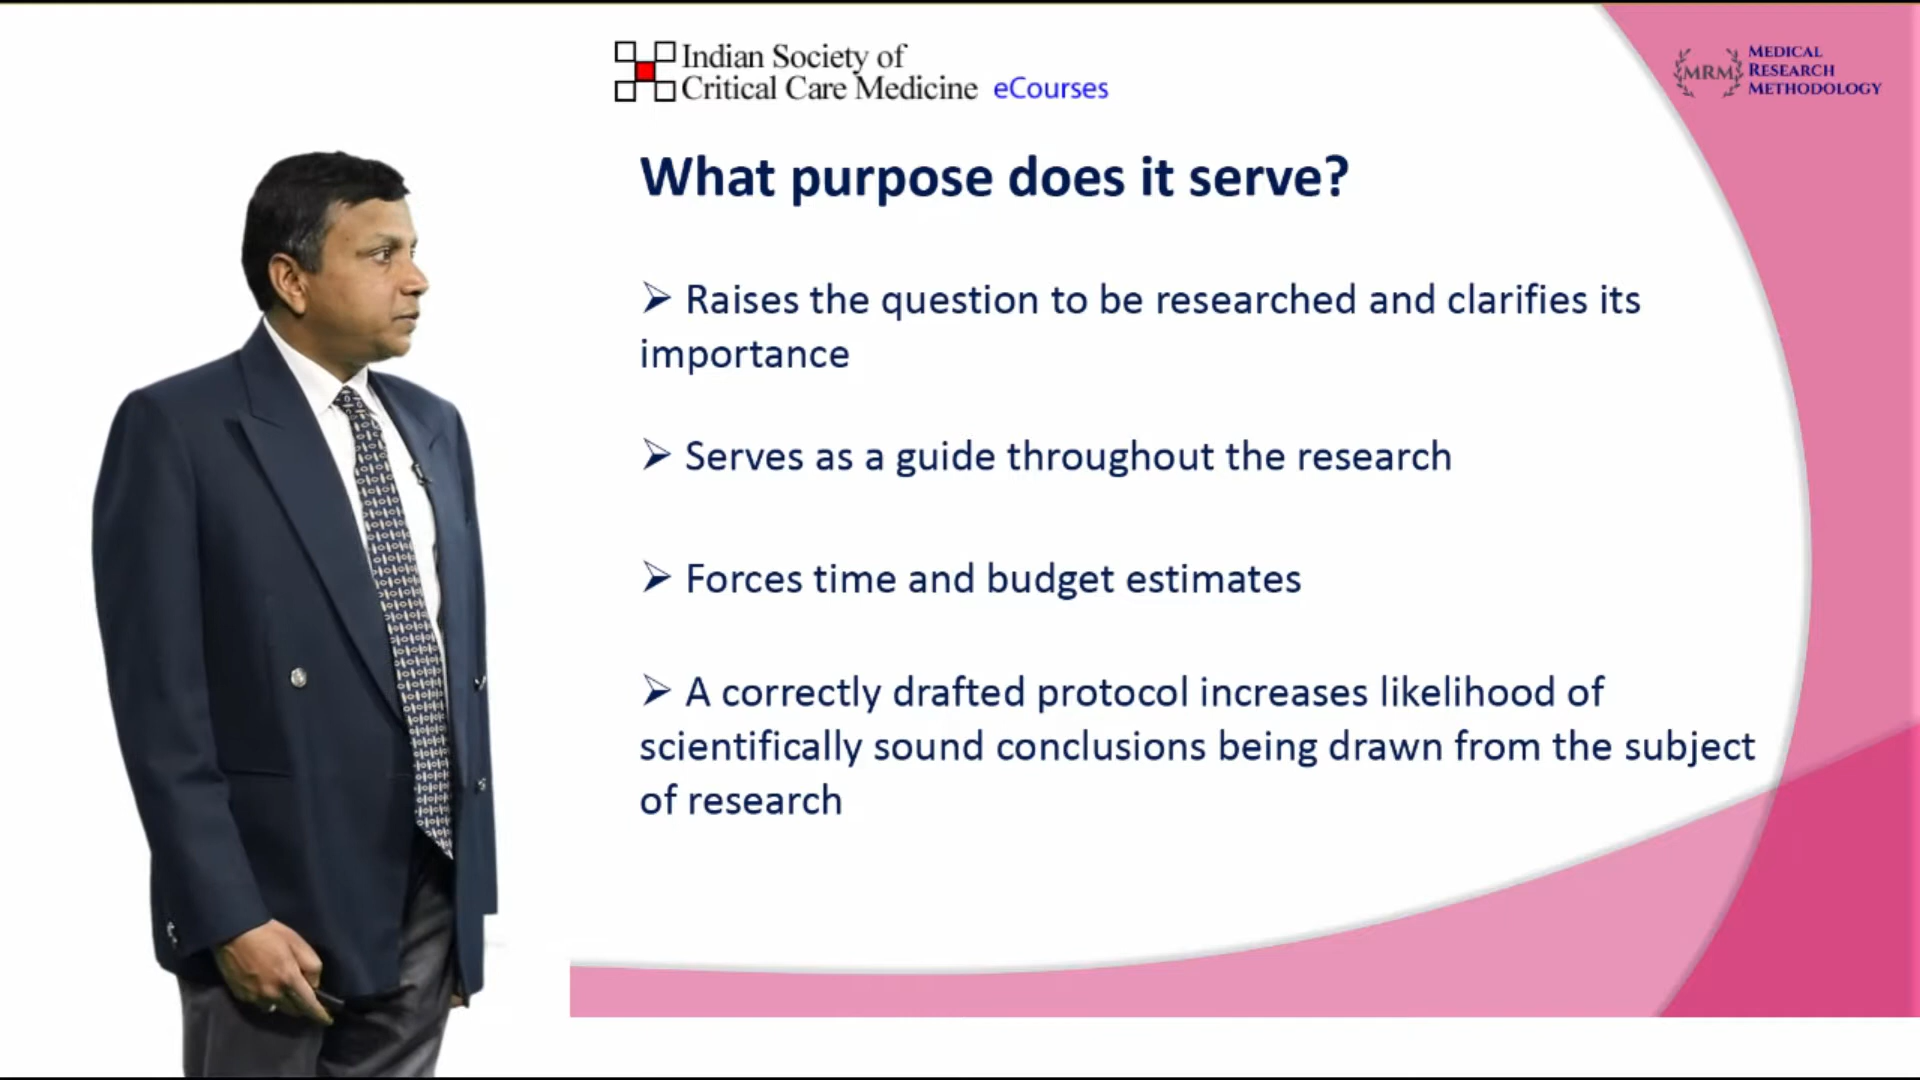 Indian Society of
Critical Care Medicine eCourses
MRM
MEDICAL
RESEARCH
METHODOLOGY
What purpose does it serve?
➢ Raises the question to be researched and clarifies its
importance
➢ Serves as a guide throughout the research
➢ Forces time and budget estimates
➢ A correctly drafted protocol increases likelihood of
scientifically sound conclusions being drawn from the subject
of research